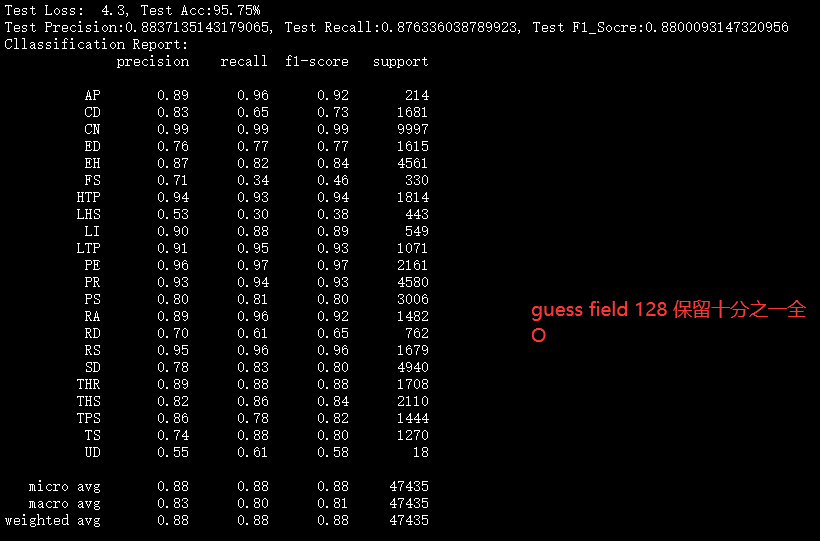 Test Loss:  4.3, Test Acc:95.75%
Test Precision:0.8837135143179065, Test Recall:0.876336038789923, Test F1_Socre:0.8800093147320956
Cllassification Report:
precision recall f1-score support
AP 0.89 0.96 0.92 214
CD 0.83 0.65 0.73 1681
CN 0.99 0.99 0.99 9997
ED 0.76 0.77 0.77 1615
EH 0.87 0.82 0.84 4561
FS 0.71 0.34 0.46 330
HTP 0.94 0.93 0.94 1814
LHS 0.53 0.30 0.38 443
LI 0.90 0.88 0.89 549
LTP 0.91 0.95 0.93 1071
PE 0.96 0.97 0.97 2161
PR 0.93 0.94 0.93 4580
PS 0.80 0.81 0.80 3006
RA 0.89 0.96 0.92 1482
RD 0.70 0.61 0.65 762
RS 0.95 0.96 0.96 1679
SD 0.78 0.83 0.80 4940
THR 0.89 0.88 0.88 1708
THS 0.82 0.86 0.84 2110
TPS 0.86 0.78 0.82 1444
TS 0.74 0.88 0.80 1270
UD 0.55 0.61 0.58 18
micro avg 0.88 0.88 0.88 47435
macro avg 0.83 0.80 0.81 47435
weighted avg 0.88 0.88 0.88 47435
guess field 128 保留十分之一全
O